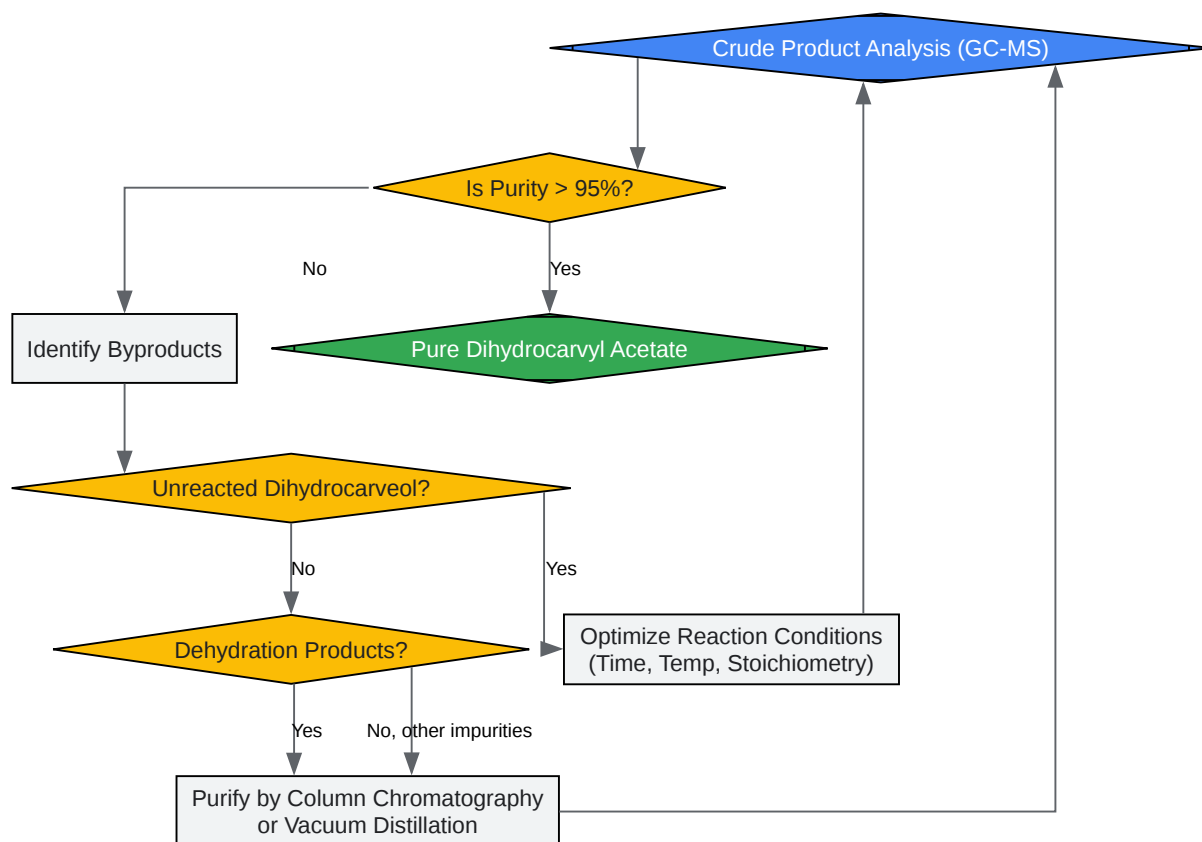 Crude Product Analysis (GC-MS)
Is Purity > 95%?
No
Yes
Identify Byproducts
Pure Dihydrocarvyl Acetate
Unreacted Dihydrocarveol?
No
Yes
Dehydration Products?
Optimize Reaction Conditions
(Time, Temp, Stoichiometry)
Yes
No, other impurities
Purify by Column Chromatography
or Vacuum Distillation